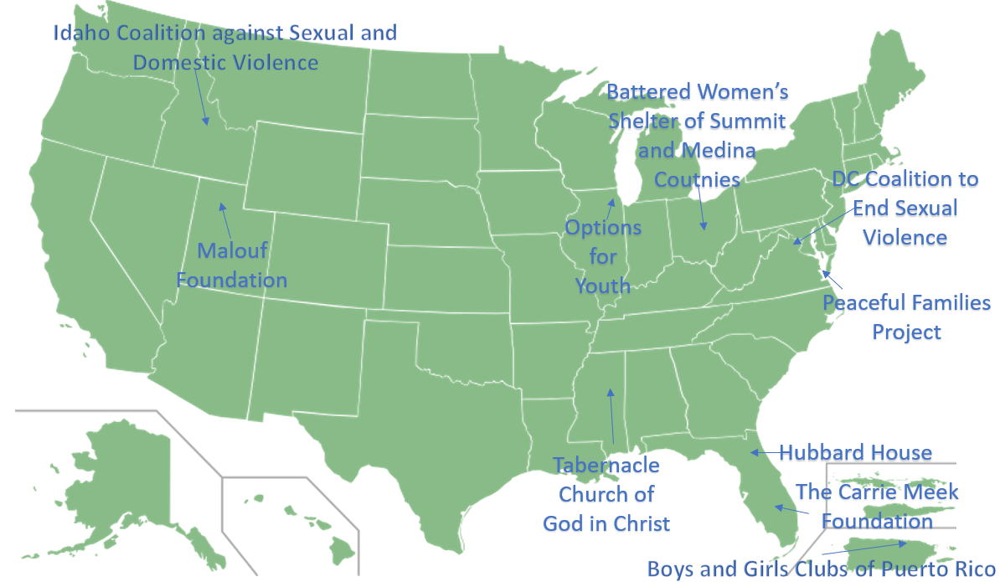 Idaho Coalition against Sexual and
Domestic Violence
Battered Women's
Shelter of Summit
and Medina
Coutnies
DC Coalition to
End Sexual
Violence
Options
for
Youth
Malouf
Foundation
Peaceful Families
Project
Tabernacle
Church of
God in Christ
Hubbard House
The Carrie Meek
Foundation
Boys and Girls Clubs of Puerto Rico